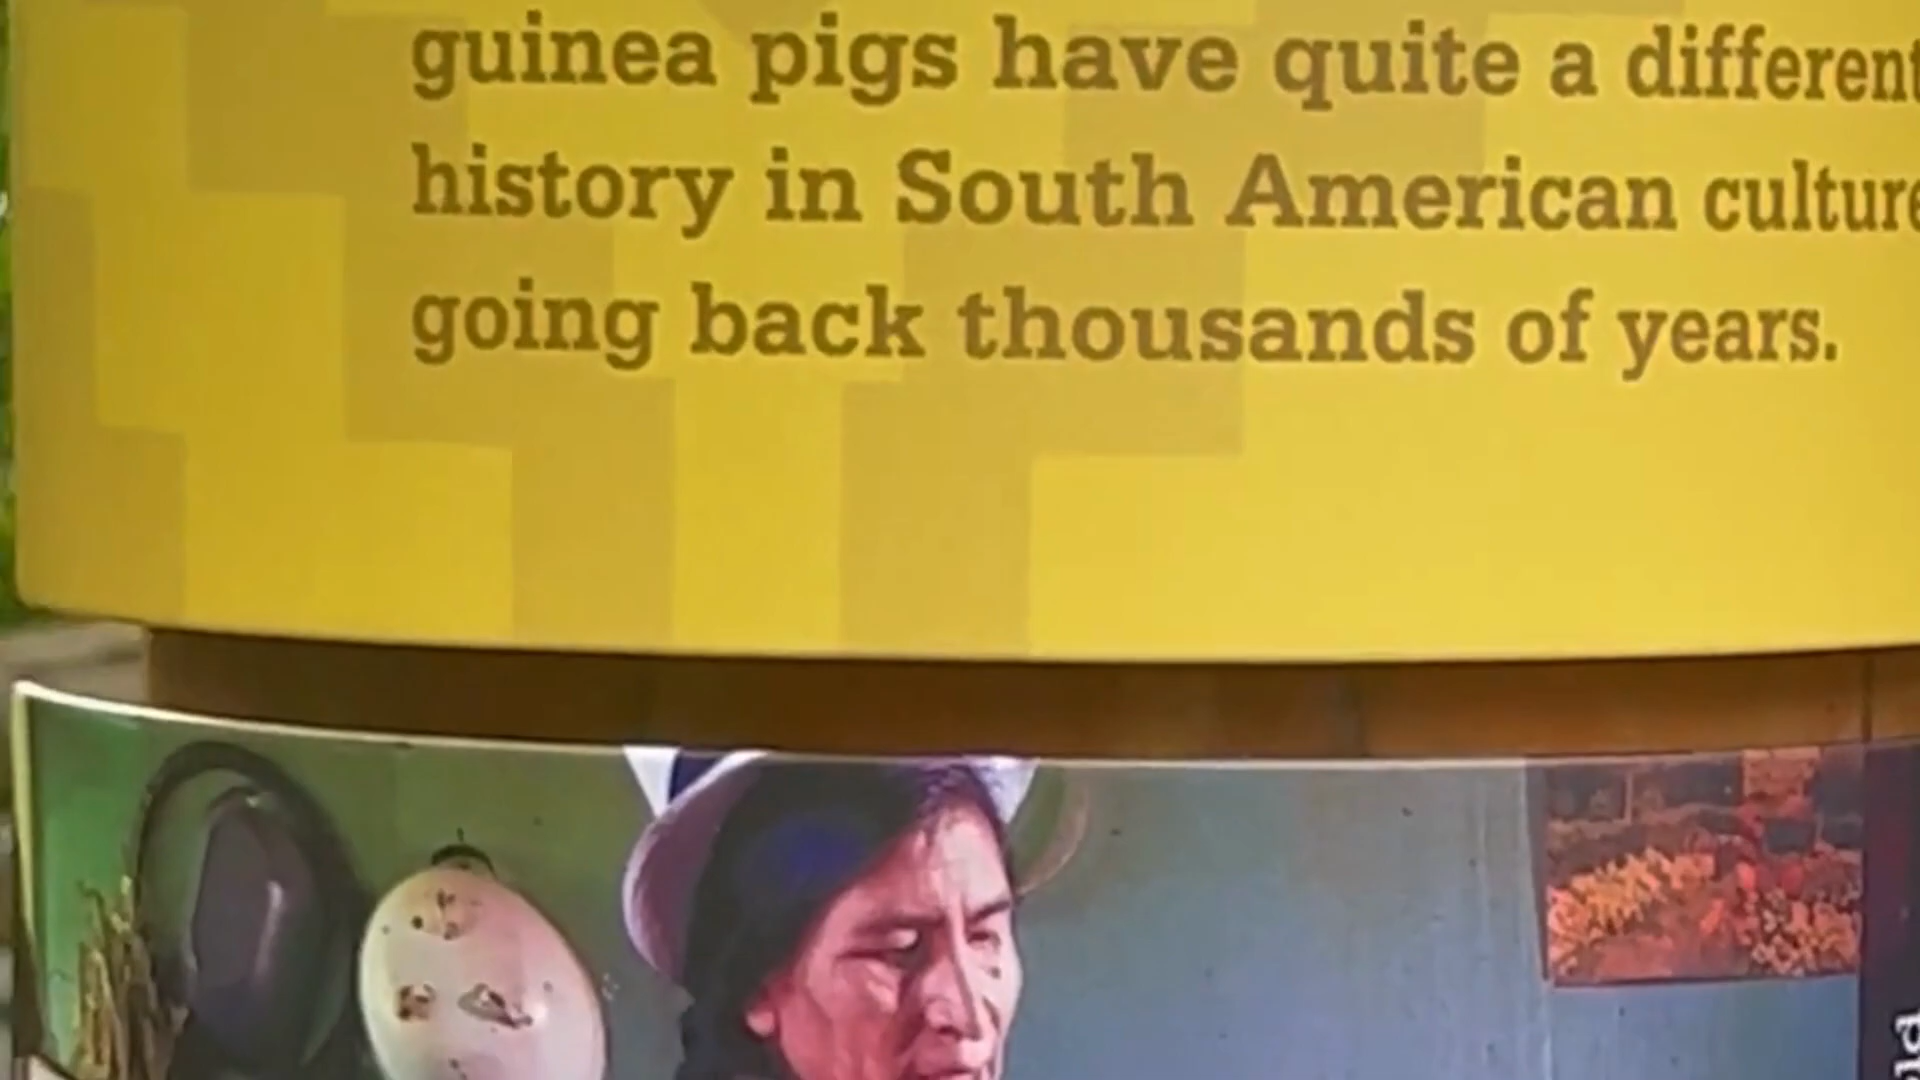 guinea pigs have quite a different
history in South American culture
going back thousands of years.